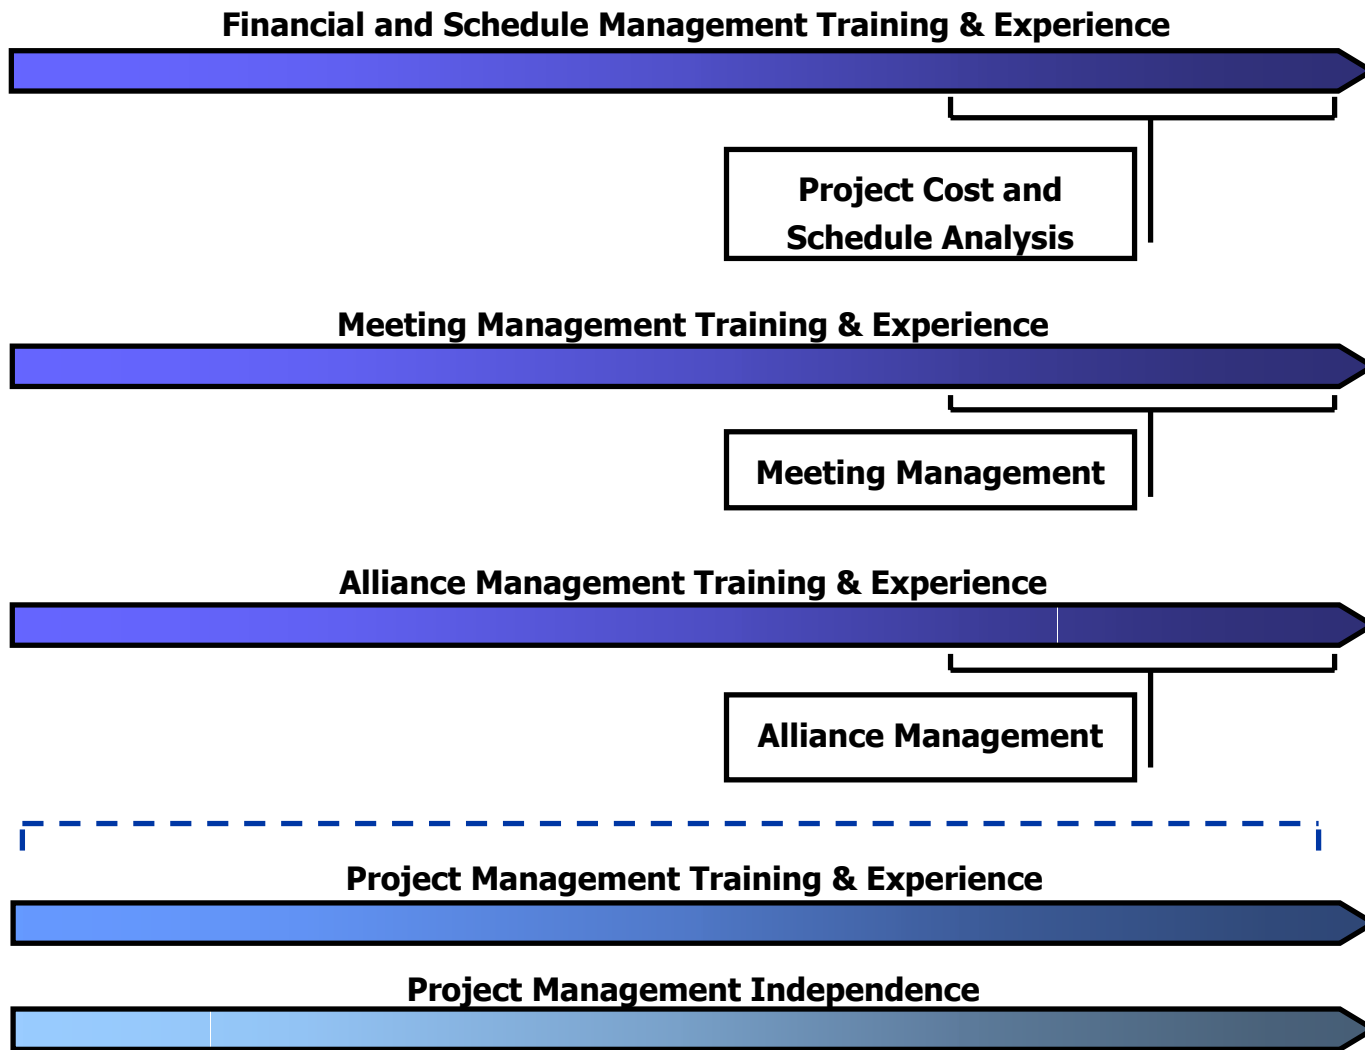 Financial and Schedule Management Training & Experience
Project Cost and
Schedule Analysis
Meeting Management Training & Experience
Meeting Management
Alliance Management Training & Experience
Alliance Management
Project Management Training & Experience
Project Management Independence